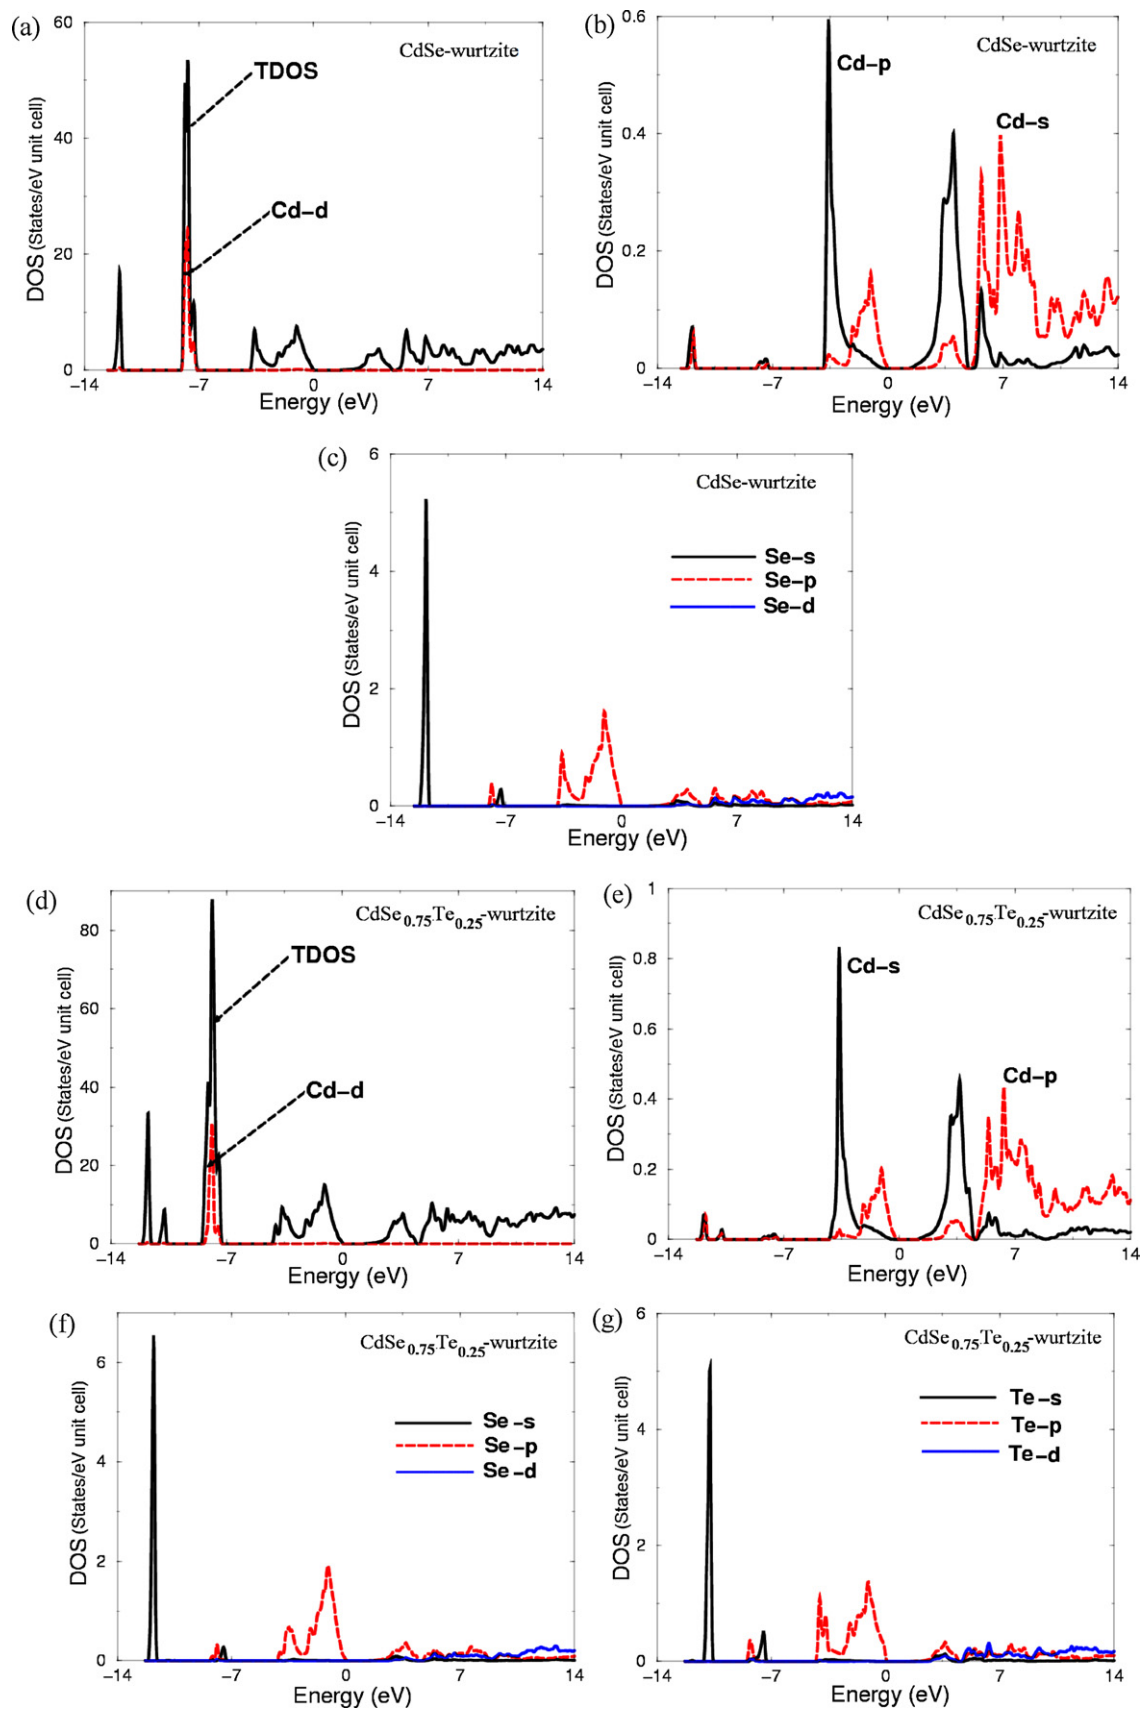 (a)
CdSe-wurtzite
TDOS
Cd-d
60
40
20
0
-14
-7
0
7
14
DOS (States/eV unit cell)
Energy (eV)
(b)
CdSe-wurtzite
Cd-p
Cd-s
0.6
0.4
0.2
0
-14
-7
0
7
14
DOS (States/eV unit cell)
Energy (eV)
(c)
CdSe-wurtzite
Se-s
Se-p
Se-d
6
4
2
0
-14
-7
0
7
14
DOS (States/eV unit cell)
Energy (eV)
(d)
CdSe0.75Te0.25-wurtzite
TDOS
Cd-d
80
60
40
20
0
-14
-7
0
7
14
DOS (States/eV unit cell)
Energy (eV)
(e)
CdSe0.75Te0.25-wurtzite
Cd-s
Cd-p
1
0.8
0.6
0.4
0.2
0
-14
-7
0
7
14
DOS (States/eV unit cell)
Energy (eV)
(f)
CdSe0.75Te0.25-wurtzite
Se-s
Se-p
Se-d
6
4
2
0
-14
-7
0
7
14
DOS (States/eV unit cell)
Energy (eV)
(g)
CdSe0.75Te0.25-wurtzite
Te-s
Te-p
Te-d
6
4
2
0
-14
-7
0
7
14
DOS (States/eV unit cell)
Energy (eV)